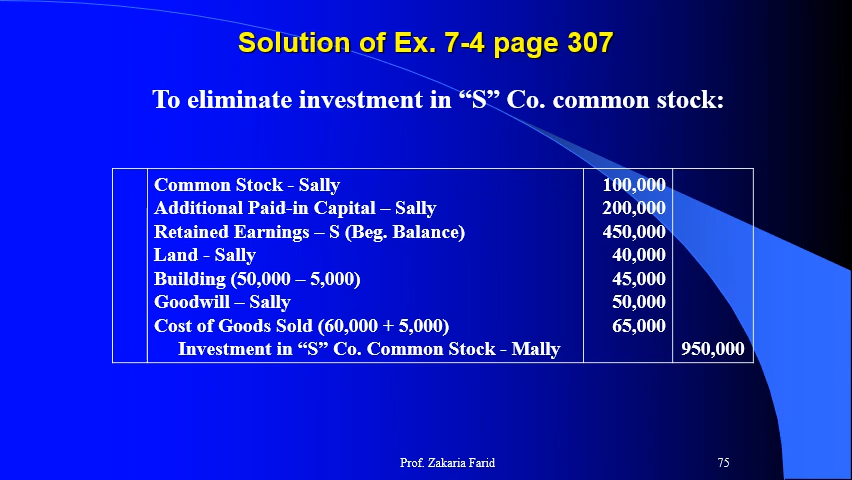 Solution of Ex. 7-4 page 307
To eliminate investment in “S” Co. common stock:
Common Stock - Sally 100,000
Additional Paid-in Capital – Sally 200,000
Retained Earnings – S (Beg. Balance) 450,000
Land - Sally 40,000
Building (50,000 – 5,000) 45,000
Goodwill – Sally 50,000
Cost of Goods Sold (60,000 + 5,000) 65,000
Investment in “S” Co. Common Stock - Mally 950,000
Prof. Zakaria Farid 75